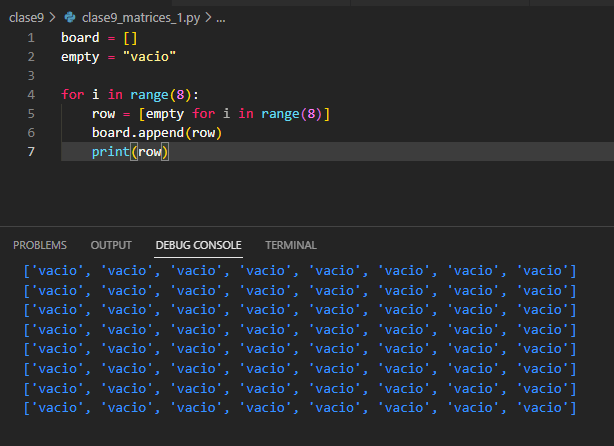 clase9 > clase9_matrices_1.py > ...
1 board = []
2 empty = "vacio"
3
4 for i in range(8):
5     row = [empty for i in range(8)]
6     board.append(row)
7     print(row)
PROBLEMS OUTPUT DEBUG CONSOLE TERMINAL
['vacio', 'vacio', 'vacio', 'vacio', 'vacio', 'vacio', 'vacio', 'vacio']
['vacio', 'vacio', 'vacio', 'vacio', 'vacio', 'vacio', 'vacio', 'vacio']
['vacio', 'vacio', 'vacio', 'vacio', 'vacio', 'vacio', 'vacio', 'vacio']
['vacio', 'vacio', 'vacio', 'vacio', 'vacio', 'vacio', 'vacio', 'vacio']
['vacio', 'vacio', 'vacio', 'vacio', 'vacio', 'vacio', 'vacio', 'vacio']
['vacio', 'vacio', 'vacio', 'vacio', 'vacio', 'vacio', 'vacio', 'vacio']
['vacio', 'vacio', 'vacio', 'vacio', 'vacio', 'vacio', 'vacio', 'vacio']
['vacio', 'vacio', 'vacio', 'vacio', 'vacio', 'vacio', 'vacio', 'vacio']